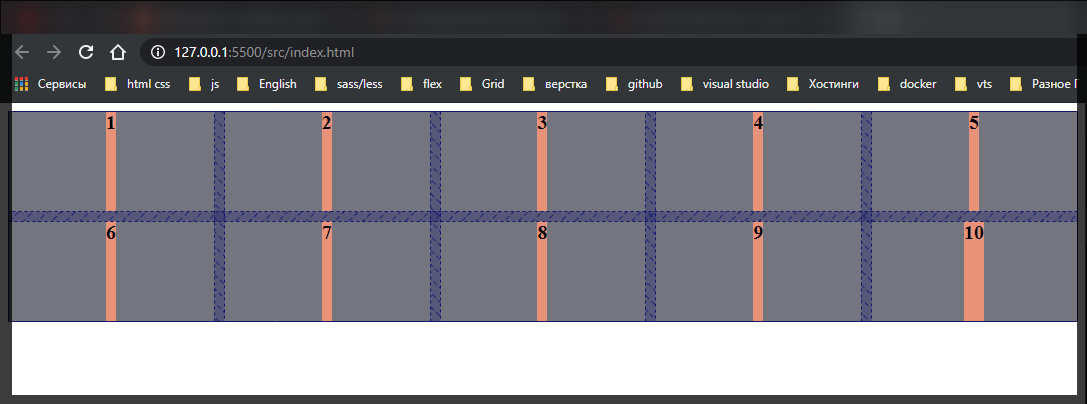 127.0.0.1:5500/src/index.html
Сервисы html css js English sass/less flex Grid верстка github visual studio Хостинги docker vts Разное Г
1 2 3 4 5
6 7 8 9 10